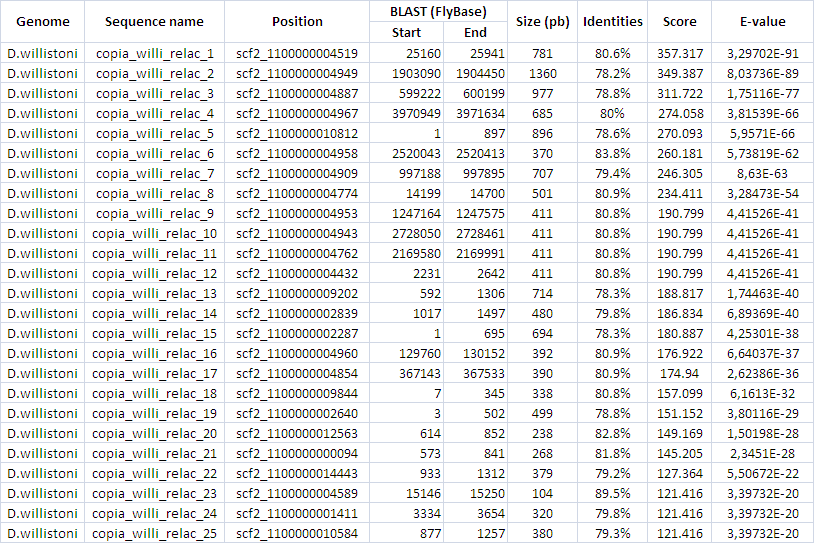 Genome Sequence name Position BLAST (FlyBase) Size (pb) Identities Score E-value
Start End
D.willistoni copia_willi_relac_1 scf2_1100000004519 25160 25941 781 80.6% 357.317 3,29702E-91
D.willistoni copia_willi_relac_2 scf2_1100000004949 1903090 1904450 1360 78.2% 349.387 8,03736E-89
D.willistoni copia_willi_relac_3 scf2_1100000004887 599222 600199 977 78.8% 311.722 1,75116E-77
D.willistoni copia_willi_relac_4 scf2_1100000004967 3970949 3971634 685 80% 274.058 3,81539E-66
D.willistoni copia_willi_relac_5 scf2_1100000010812 1 897 896 78.6% 270.093 5,9571E-66
D.willistoni copia_willi_relac_6 scf2_1100000004958 2520043 2520413 370 83.8% 260.181 5,73819E-62
D.willistoni copia_willi_relac_7 scf2_1100000004909 997188 997895 707 79.4% 246.305 8,63E-63
D.willistoni copia_willi_relac_8 scf2_1100000004774 14199 14700 501 80.9% 234.411 3,28473E-54
D.willistoni copia_willi_relac_9 scf2_1100000004953 1247164 1247575 411 80.8% 190.799 4,41526E-41
D.willistoni copia_willi_relac_10 scf2_1100000004943 2728050 2728461 411 80.8% 190.799 4,41526E-41
D.willistoni copia_willi_relac_11 scf2_1100000004762 2169580 2169991 411 80.8% 190.799 4,41526E-41
D.willistoni copia_willi_relac_12 scf2_1100000004432 2231 2642 411 80.8% 190.799 4,41526E-41
D.willistoni copia_willi_relac_13 scf2_1100000009202 592 1306 714 78.3% 188.817 1,74463E-40
D.willistoni copia_willi_relac_14 scf2_1100000002839 1017 1497 480 79.8% 186.834 6,89369E-40
D.willistoni copia_willi_relac_15 scf2_1100000002287 1 695 694 78.3% 180.887 4,25301E-38
D.willistoni copia_willi_relac_16 scf2_1100000004960 129760 130152 392 80.9% 176.922 6,64037E-37
D.willistoni copia_willi_relac_17 scf2_1100000004854 367143 367533 390 80.9% 174.94 2,62386E-36
D.willistoni copia_willi_relac_18 scf2_1100000009844 7 345 338 80.8% 157.099 6,1613E-32
D.willistoni copia_willi_relac_19 scf2_1100000002640 3 502 499 78.8% 151.152 3,80116E-29
D.willistoni copia_willi_relac_20 scf2_1100000012563 614 852 238 82.8% 149.169 1,50198E-28
D.willistoni copia_willi_relac_21 scf2_1100000000094 573 841 268 81.8% 145.205 2,3451E-28
D.willistoni copia_willi_relac_22 scf2_1100000014443 933 1312 379 79.2% 127.364 5,50672E-22
D.willistoni copia_willi_relac_23 scf2_1100000004589 15146 15250 104 89.5% 121.416 3,39732E-20
D.willistoni copia_willi_relac_24 scf2_1100000001411 3334 3654 320 79.8% 121.416 3,39732E-20
D.willistoni copia_willi_relac_25 scf2_1100000010584 877 1257 380 79.3% 121.416 3,39732E-20